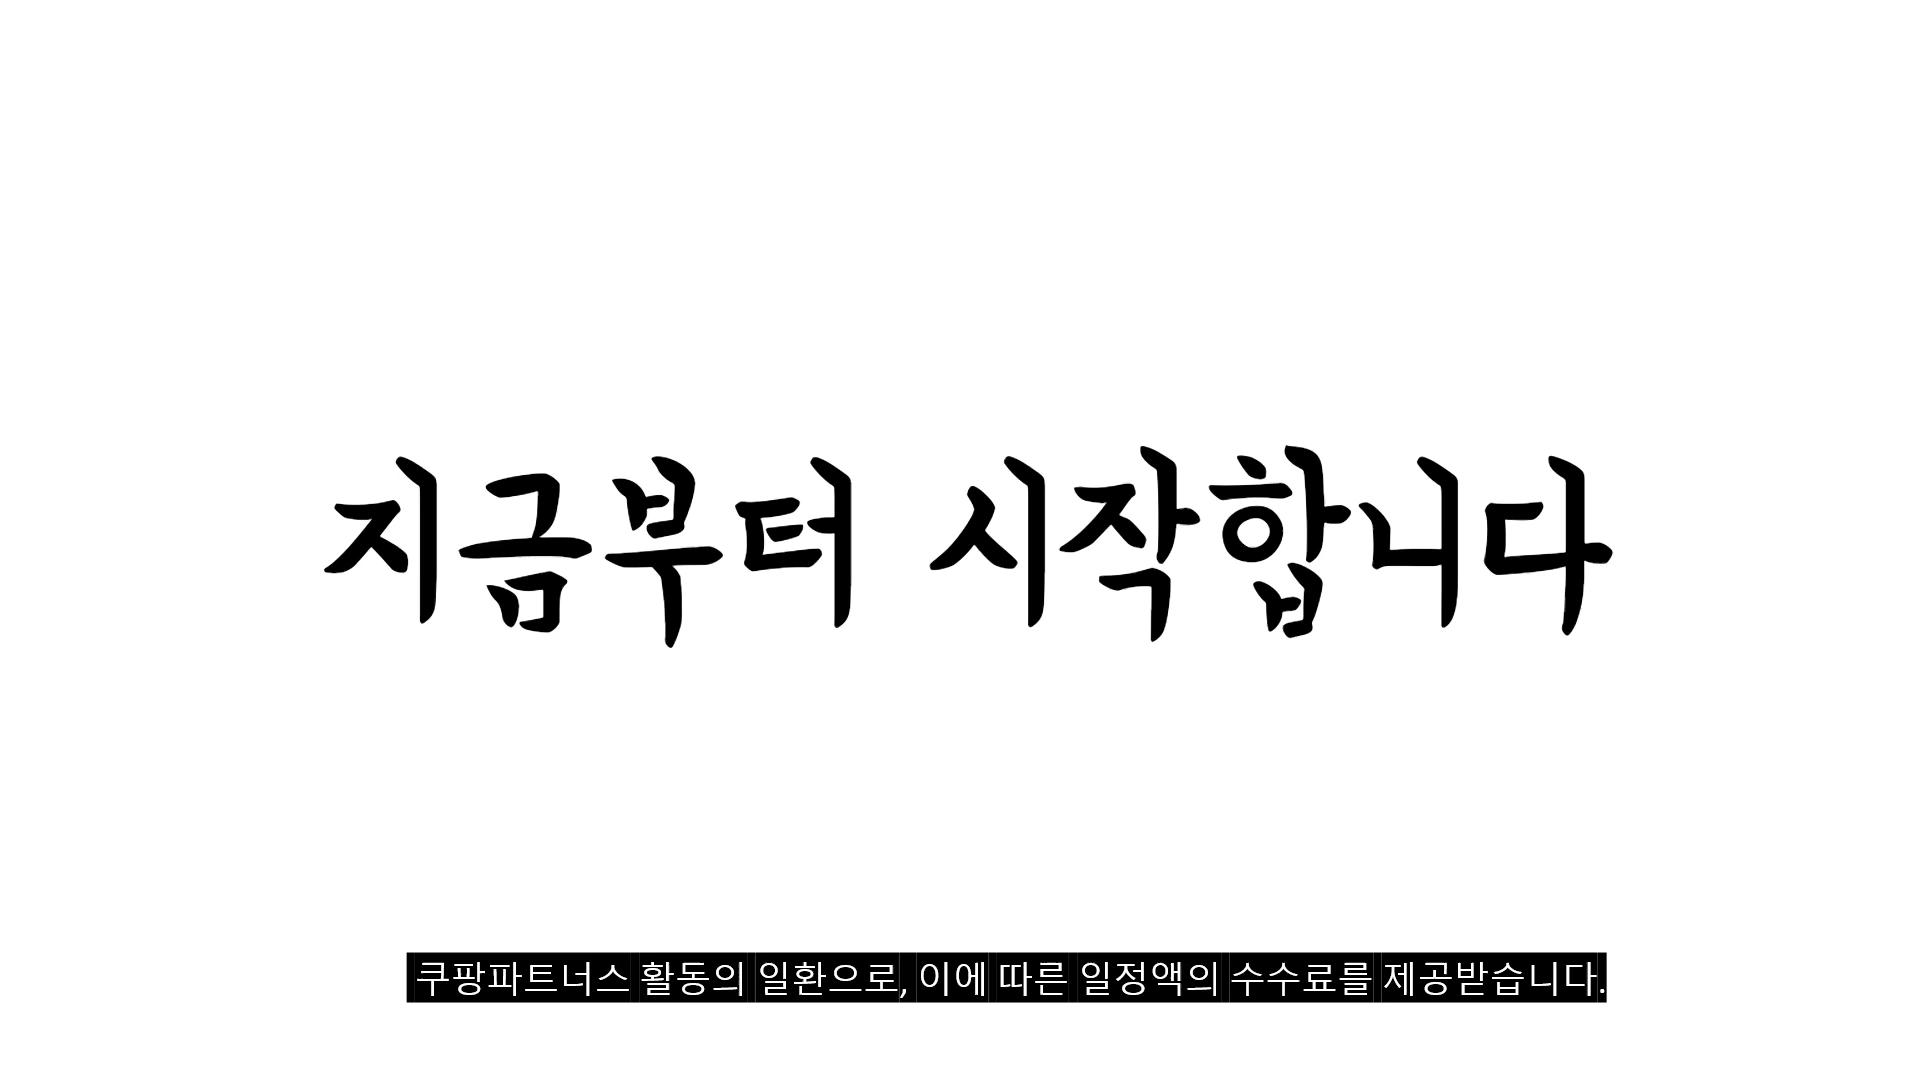 지금부터 시작합니다
쿠팡파트너스 활동의 일환으로, 이에 따른 일정액의 수수료를 제공받습니다.